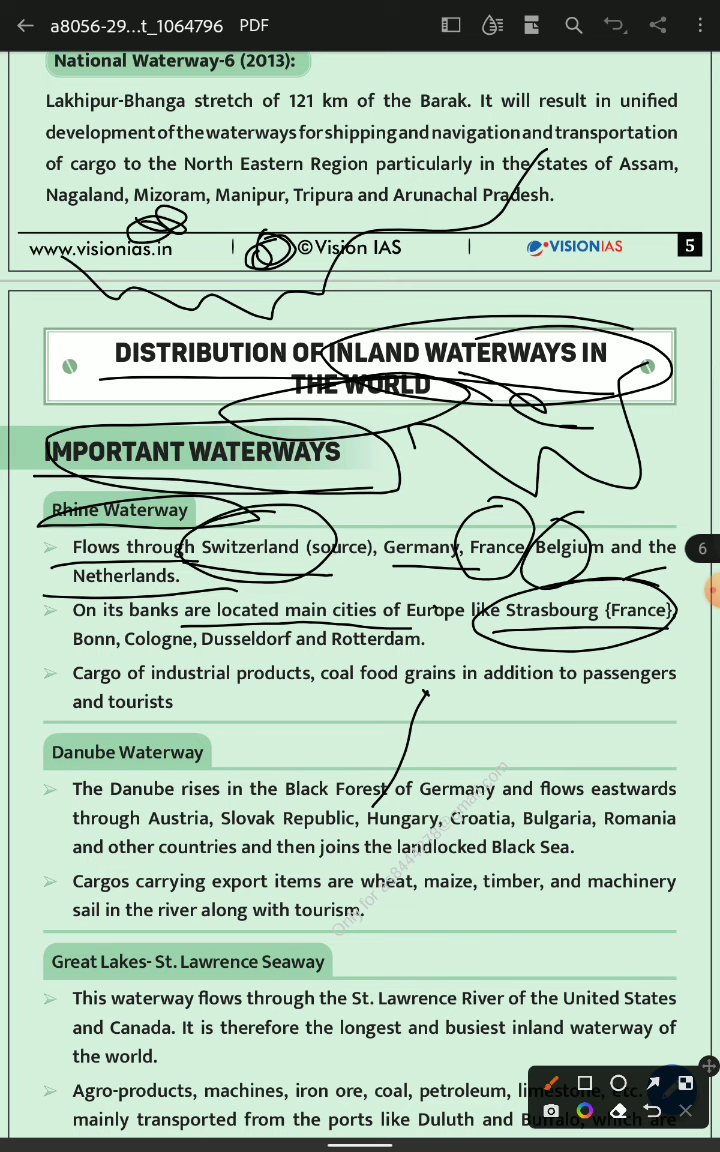 a8056-29...t_1064796 PDF
National Waterway-6 (2013):
Lakhipur-Bhanga stretch of 121 km of the Barak. It will result in unified
development of the waterways for shipping and navigation and transportation
of cargo to the North Eastern Region particularly in the states of Assam,
Nagaland, Mizoram, Manipur, Tripura and Arunachal Pradesh.
www.visionias.in | ©Vision IAS | VISIONIAS 5
DISTRIBUTION OF INLAND WATERWAYS IN
THE WORLD
IMPORTANT WATERWAYS
Rhine Waterway
Flows through Switzerland (source), Germany, France, Belgium and the
Netherlands.
6
On its banks are located main cities of Europe like Strasbourg {France},
Bonn, Cologne, Dusseldorf and Rotterdam.
Cargo of industrial products, coal food grains in addition to passengers
and tourists
Danube Waterway
The Danube rises in the Black Forest of Germany and flows eastwards
through Austria, Slovak Republic, Hungary, Croatia, Bulgaria, Romania
and other countries and then joins the landlocked Black Sea.
Cargos carrying export items are wheat, maize, timber, and machinery
sail in the river along with tourism.
Great Lakes- St. Lawrence Seaway
This waterway flows through the St. Lawrence River of the United States
and Canada. It is therefore the longest and busiest inland waterway of
the world.
Agro-products, machines, iron ore, coal, petroleum, limestone, etc.
mainly transported from the ports like Duluth and Buffalo, which are